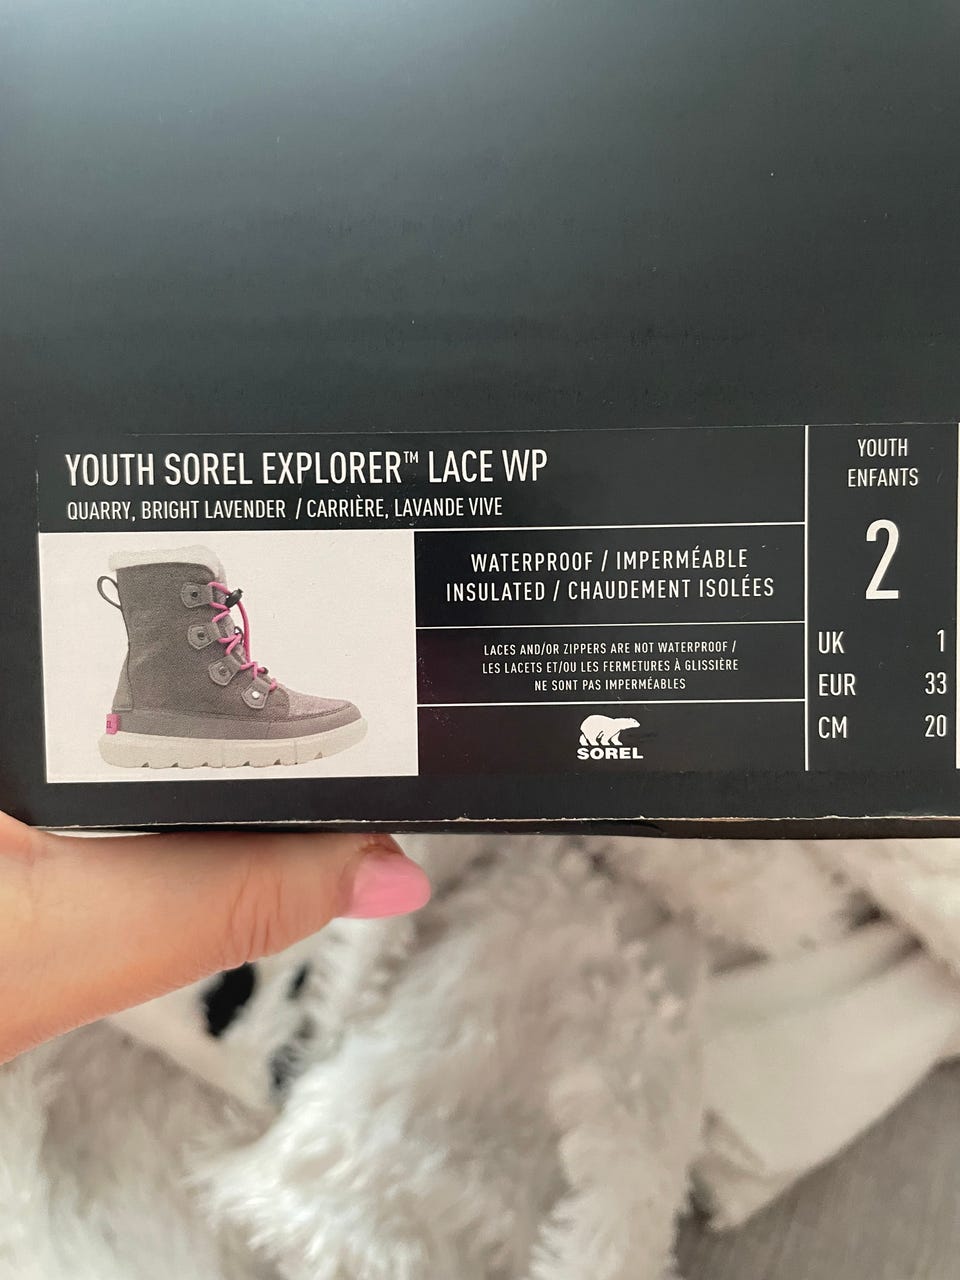 YOUTH SOREL EXPLORER™ LACE WP
QUARRY, BRIGHT LAVENDER / CARRIÈRE, LAVANDE VIVE
WATERPROOF / IMPERMÉABLE
INSULATED / CHAUDEMENT ISOLÉES
LACES AND/OR ZIPPERS ARE NOT WATERPROOF /
LES LACETS ET/OU LES FERMETURES À GLISSIÈRE
NE SONT PAS IMPERMÉABLES
SOREL
YOUTH
ENFANTS
2
UK 1
EUR 33
CM 20